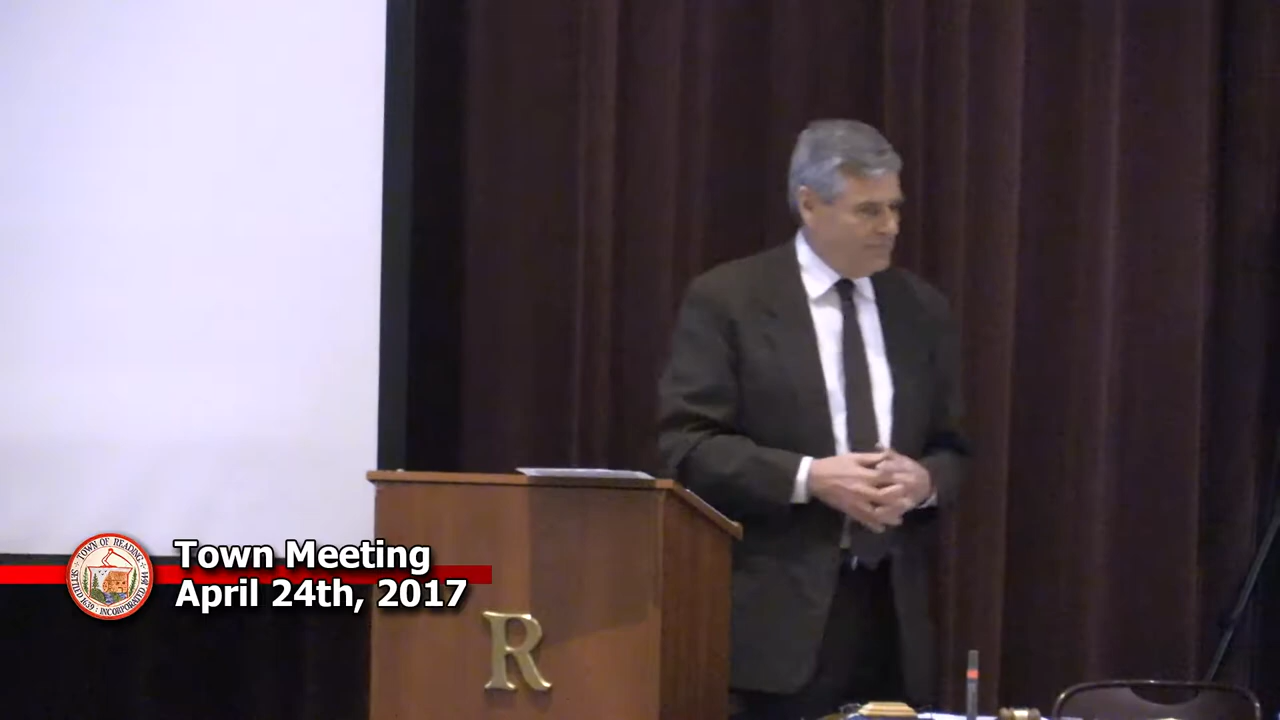 Town Meeting
April 24th, 2017
TOWN OF READING
SETTLED 1639 · INCORPORATED 1644
R